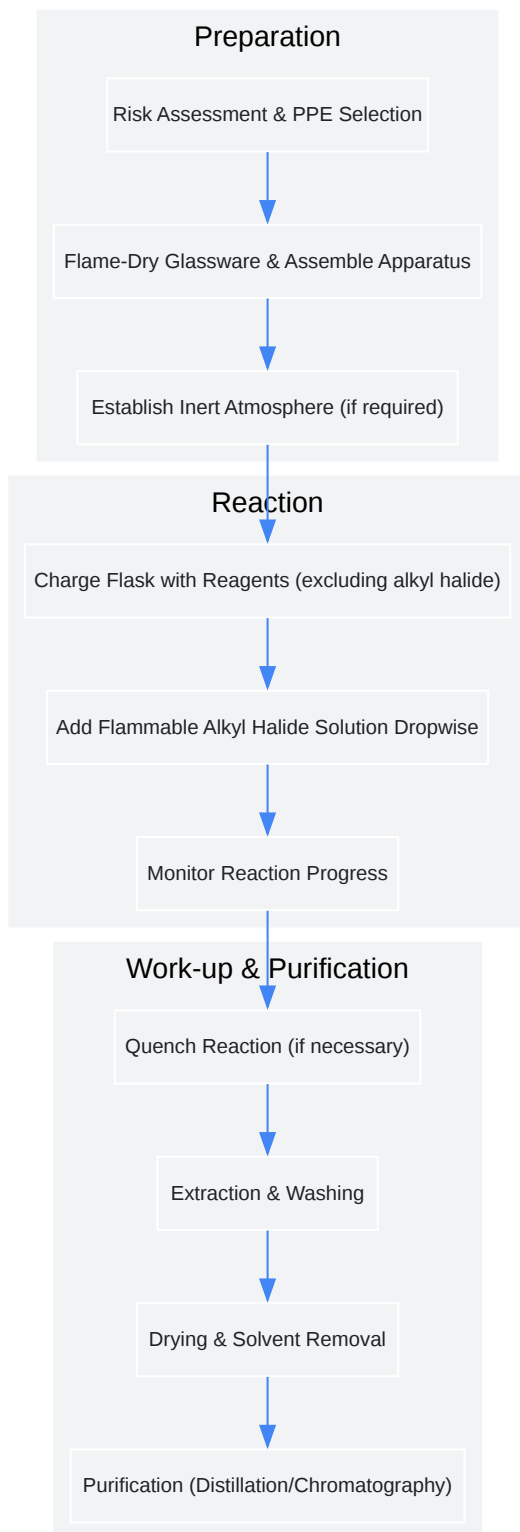 Preparation
Risk Assessment & PPE Selection
Flame-Dry Glassware & Assemble Apparatus
Establish Inert Atmosphere (if required)
Reaction
Charge Flask with Reagents (excluding alkyl halide)
Add Flammable Alkyl Halide Solution Dropwise
Monitor Reaction Progress
Work-up & Purification
Quench Reaction (if necessary)
Extraction & Washing
Drying & Solvent Removal
Purification (Distillation/Chromatography)